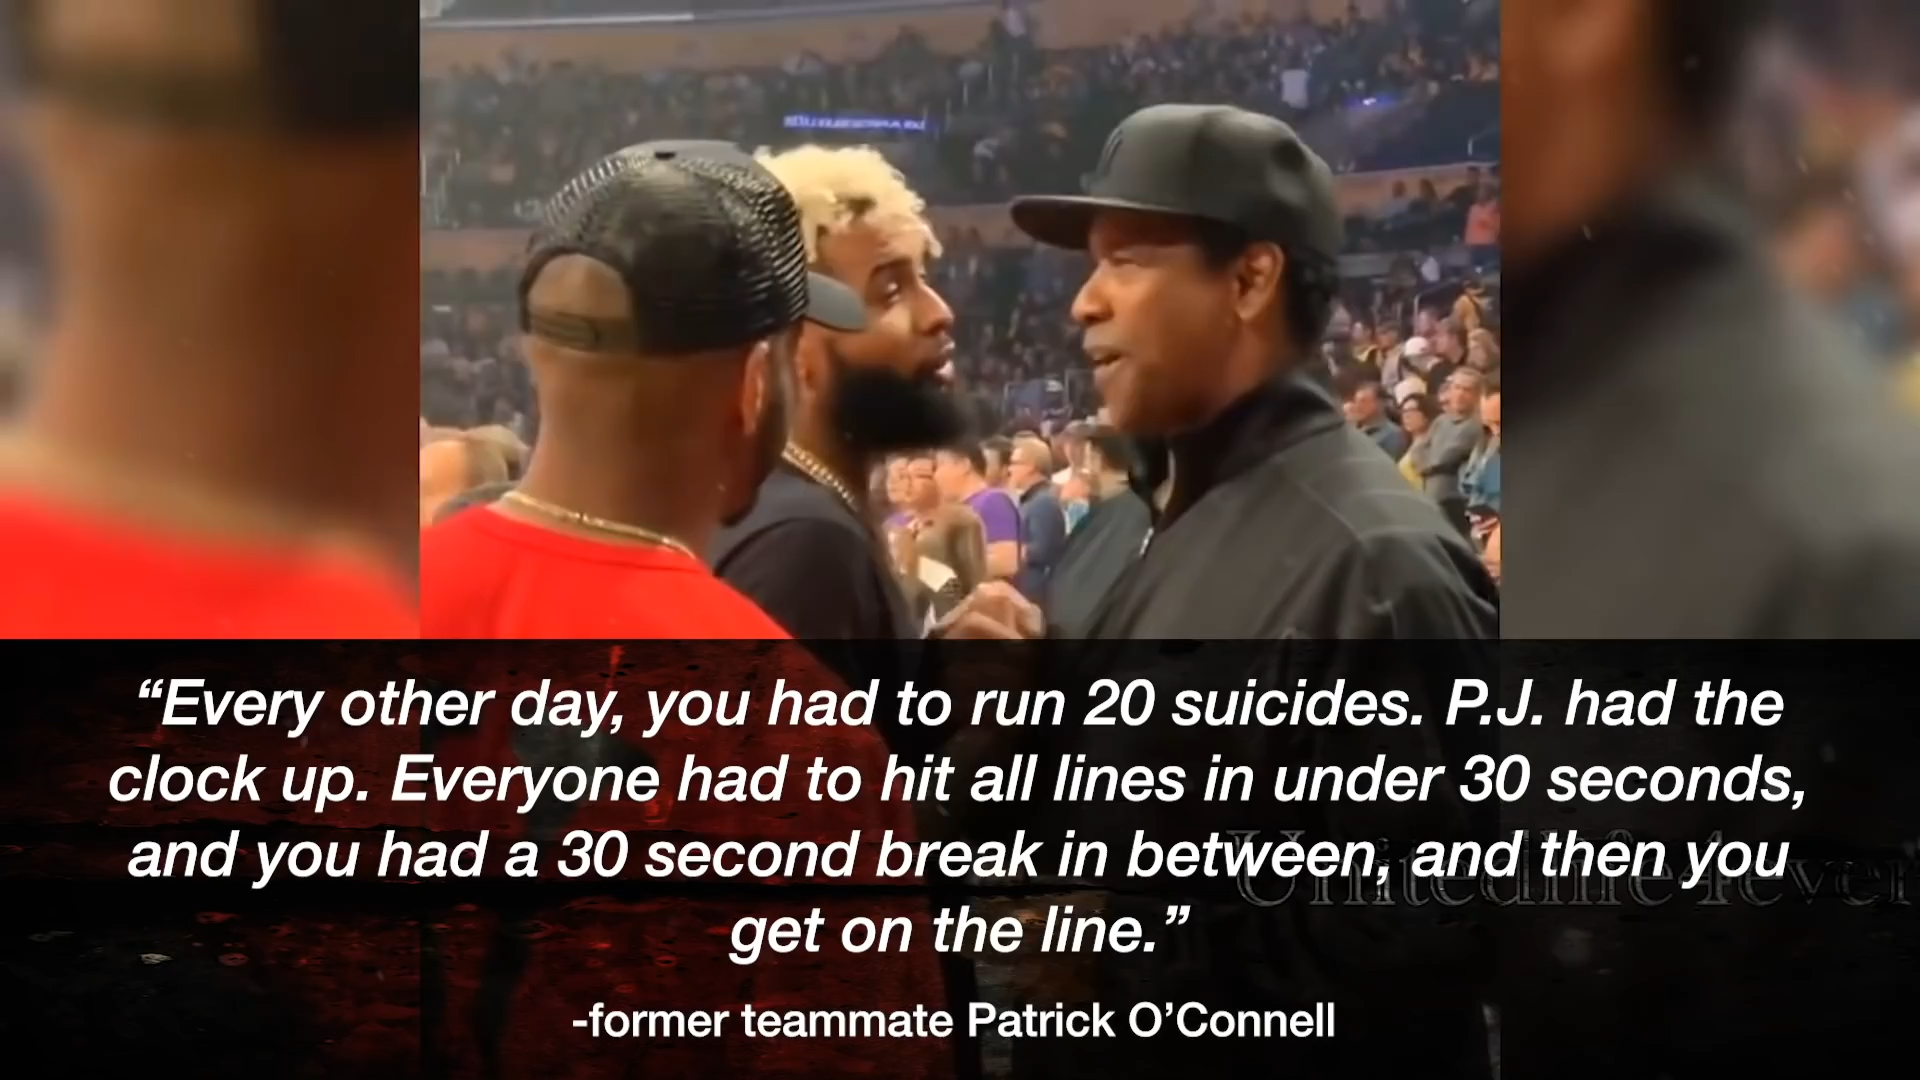 “Every other day, you had to run 20 suicides. P.J. had the
clock up. Everyone had to hit all lines in under 30 seconds,
and you had a 30 second break in between, and then you
get on the line.”
Unitedlife4ever
-former teammate Patrick O’Connell